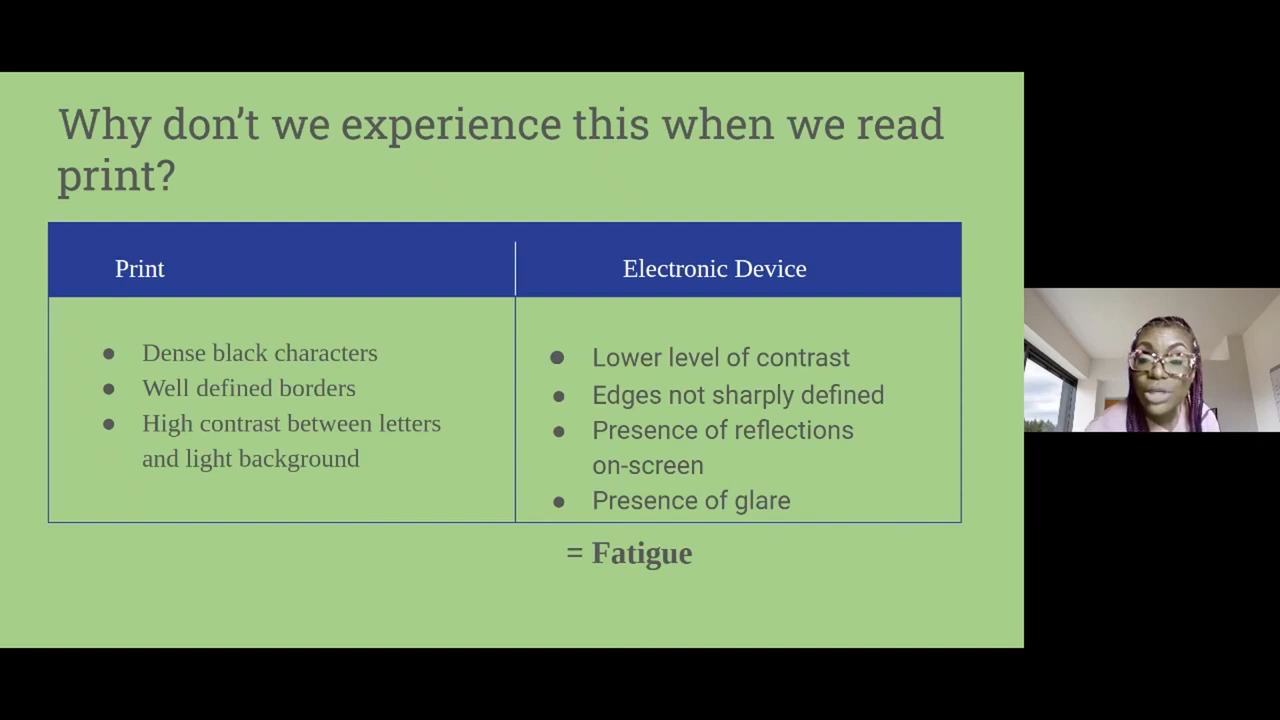 Why don't we experience this when we read
print?
Print
Electronic Device
● Dense black characters
● Well defined borders
● High contrast between letters
and light background
● Lower level of contrast
● Edges not sharply defined
● Presence of reflections
on-screen
● Presence of glare
= Fatigue